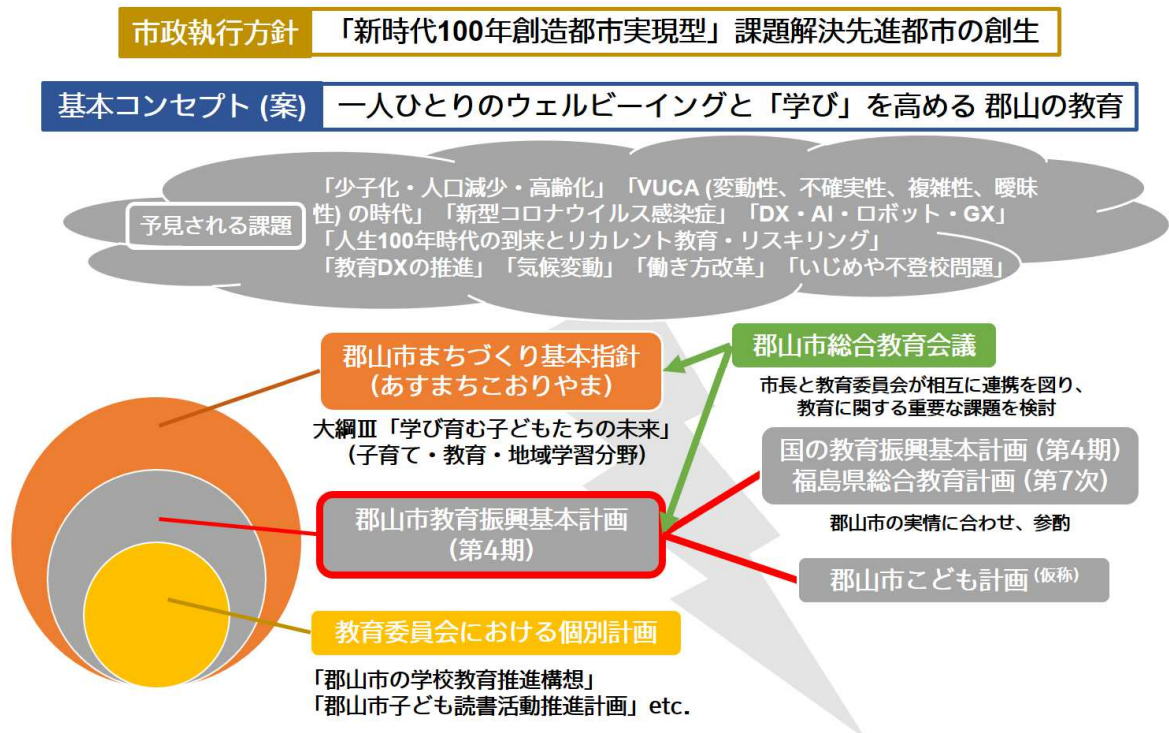 市政執行方針 「新時代100年創造都市実現型」課題解決先進都市の創生
基本コンセプト (案) 一人ひとりのウェルビーイングと「学び」を高める 郡山の教育
予見される課題
「少子化・人口減少・高齢化」「VUCA (変動性、不確実性、複雑性、曖昧
性) の時代」「新型コロナウイルス感染症」「DX・AI・ロボット・GX」
「人生100年時代の到来とリカレント教育・リスキリング」
「教育DXの推進」「気候変動」「働き方改革」「いじめや不登校問題」
郡山市まちづくり基本指針
(あすまちこおりやま)
大綱Ⅲ「学び育む子どもたちの未来」
(子育て・教育・地域学習分野)
郡山市総合教育会議
市長と教育委員会が相互に連携を図り、
教育に関する重要な課題を検討
国の教育振興基本計画 (第4期)
福島県総合教育計画 (第7次)
郡山市の実情に合わせ、参酌
郡山市教育振興基本計画
(第4期)
郡山市こども計画 (仮称)
教育委員会における個別計画
「郡山市の学校教育推進構想」
「郡山市子ども読書活動推進計画」etc.